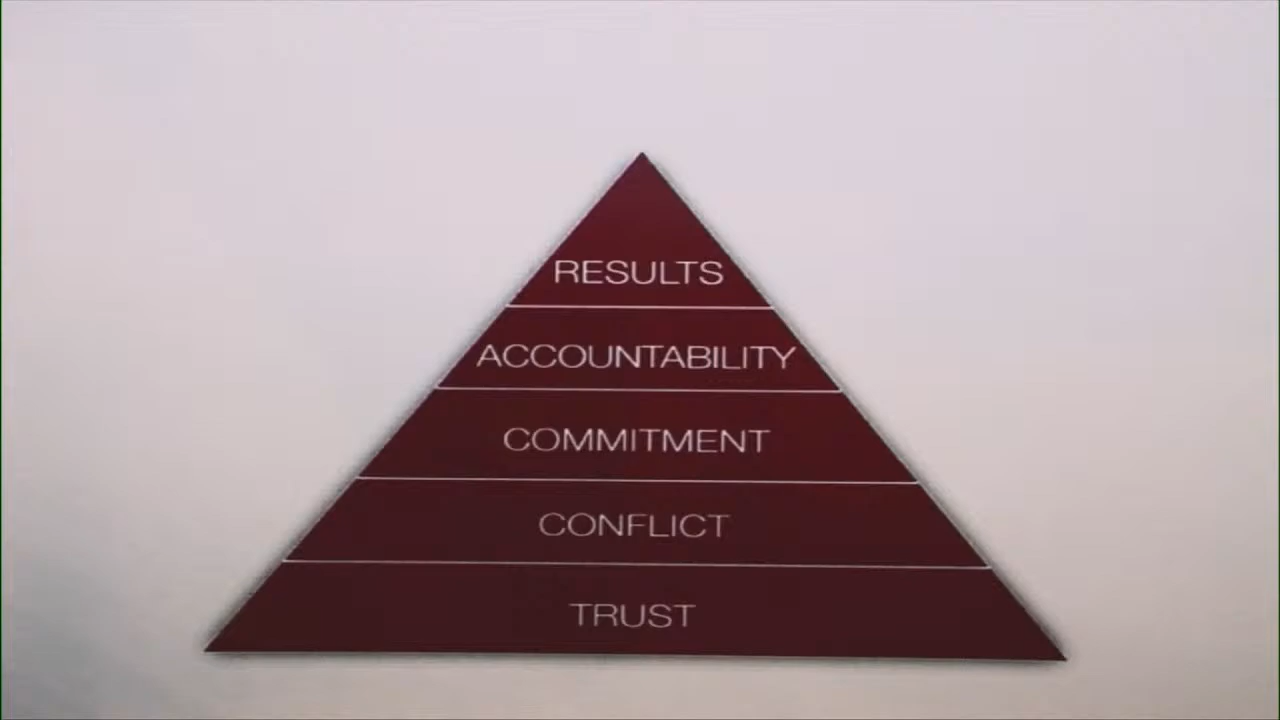 RESULTS
ACCOUNTABILITY
COMMITMENT
CONFLICT
TRUST